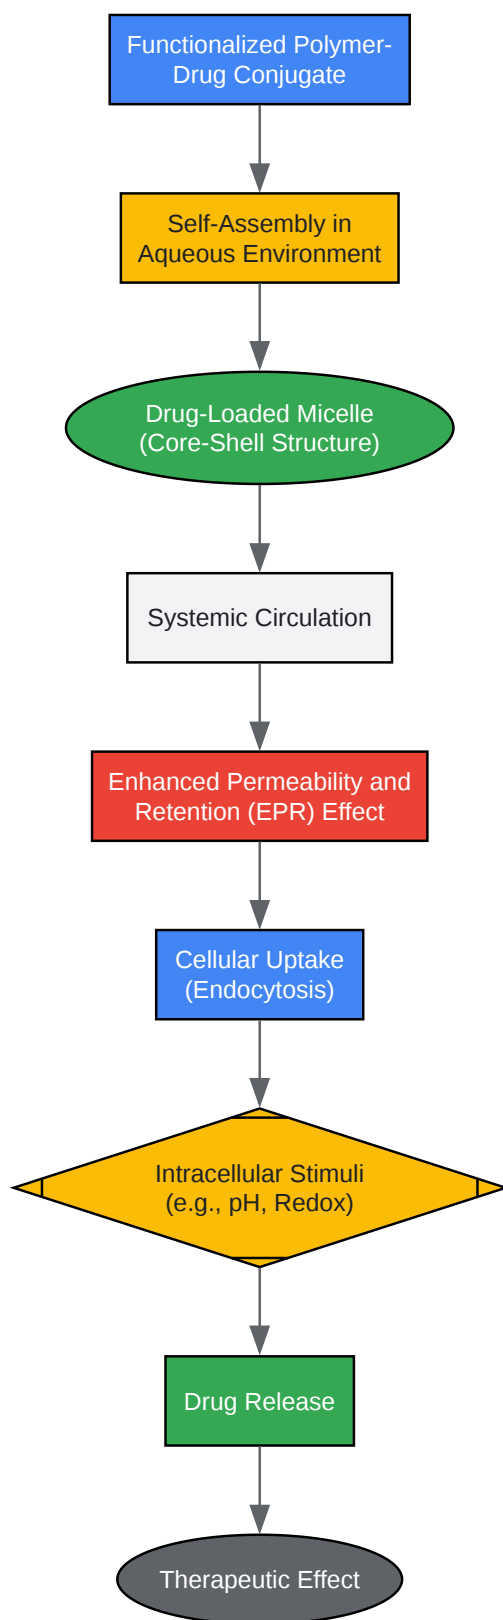 Functionalized Polymer-
Drug Conjugate
Self-Assembly in
Aqueous Environment
Drug-Loaded Micelle
(Core-Shell Structure)
Systemic Circulation
Enhanced Permeability and
Retention (EPR) Effect
Cellular Uptake
(Endocytosis)
Intracellular Stimuli
(e.g., pH, Redox)
Drug Release
Therapeutic Effect